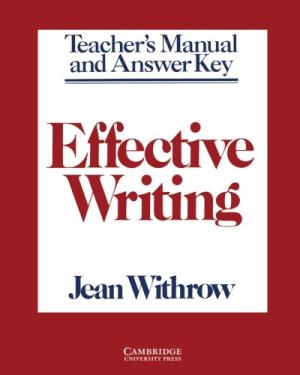 Teacher's Manual
and Answer Key
Effective
Writing
Jean Withrow
CAMBRIDGE
UNIVERSITY PRESS